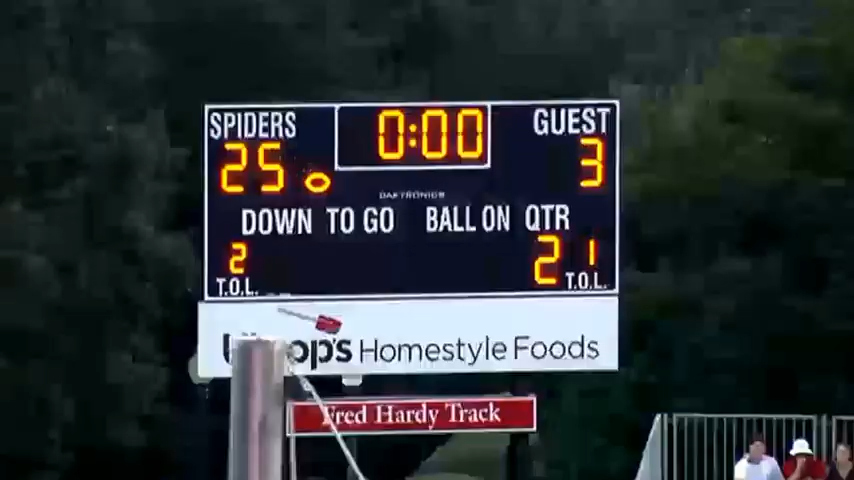 SPIDERS 0:00 GUEST
25 3
DAKTRONICS
DOWN TO GO BALL ON QTR
2 2 1
T.O.L. T.O.L.
Homestyle Foods
Fred Hardy Track